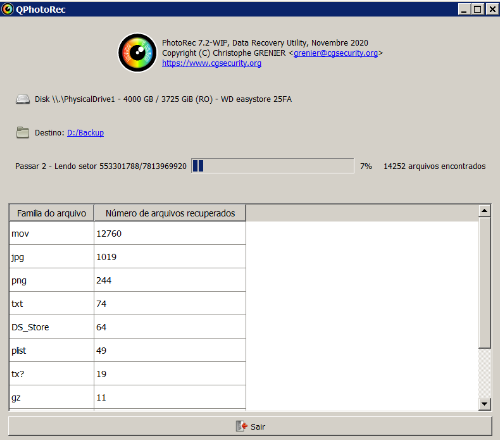 QPhotoRec
PhotoRec 7.2-WIP, Data Recovery Utility, Novembre 2020
Copyright (C) Christophe GRENIER <grenier@cgsecurity.org>
https://www.cgsecurity.org
Disk \\.\PhysicalDrive1 - 4000 GB / 3725 GiB (RO) - WD easystore 25FA
Destino: D:/Backup
Passar 2 - Lendo setor 553301788/7813969920 7% 14252 arquivos encontrados
Família do arquivo Número de arquivos recuperados
mov 12760
jpg 1019
png 244
txt 74
DS_Store 64
plist 49
tx? 19
gz 11
Sair